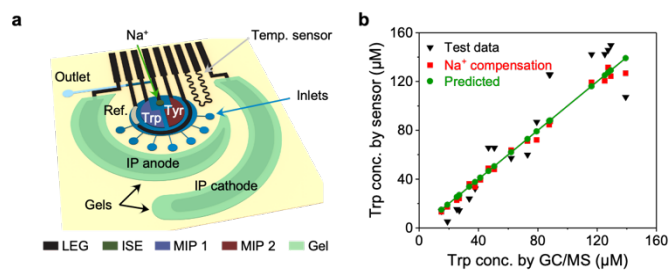 a
Na⁺
Temp. sensor
Outlet
Ref.
Trp
Tyr
Inlets
IP anode
IP cathode
Gels
LEG ISE MIP 1 MIP 2 Gel
b
Trp conc. by sensor (µM)
160
120
80
40
0
Test data
Na⁺ compensation
Predicted
0 40 80 120 160
Trp conc. by GC/MS (µM)